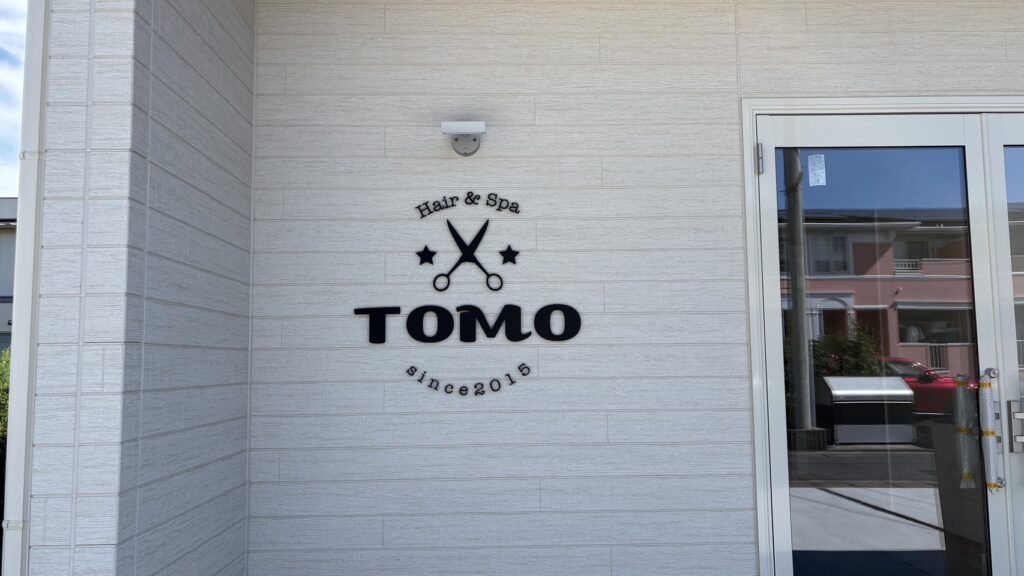 Hair & Spa
TOMO
since2015